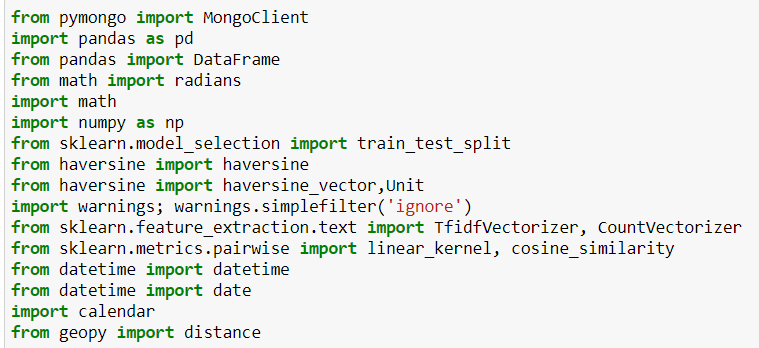 from pymongo import MongoClient
import pandas as pd
from pandas import DataFrame
from math import radians
import math
import numpy as np
from sklearn.model_selection import train_test_split
from haversine import haversine
from haversine import haversine_vector,Unit
import warnings; warnings.simplefilter('ignore')
from sklearn.feature_extraction.text import TfidfVectorizer, CountVectorizer
from sklearn.metrics.pairwise import linear_kernel, cosine_similarity
from datetime import datetime
from datetime import date
import calendar
from geopy import distance